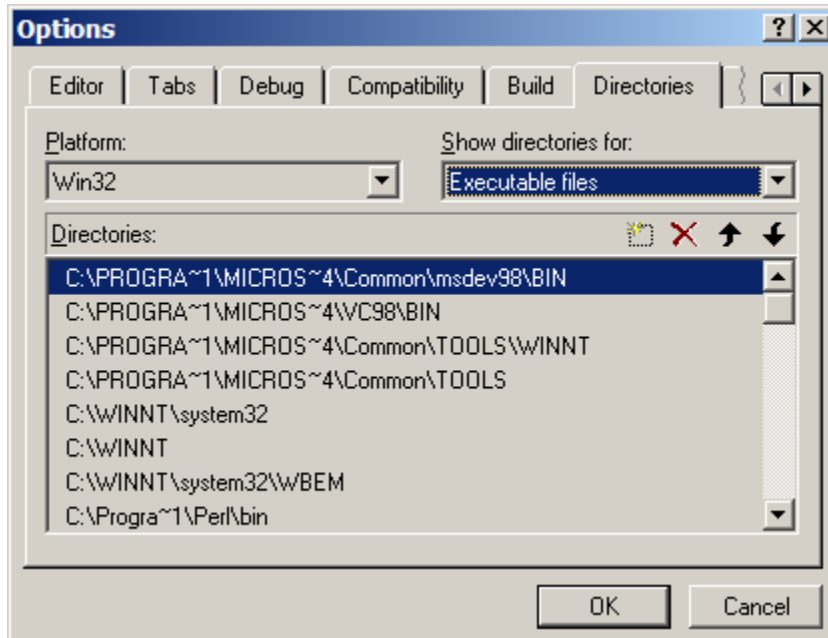 Options
Editor Tabs Debug Compatibility Build Directories
Platform: Show directories for:
Win32 Executable files
Directories:
C:\PROGRA~1\MICROS~4\Common\msdev98\BIN
C:\PROGRA~1\MICROS~4\VC98\BIN
C:\PROGRA~1\MICROS~4\Common\TOOLS\WINNT
C:\PROGRA~1\MICROS~4\Common\TOOLS
C:\WINNT\system32
C:\WINNT
C:\WINNT\system32\WBEM
C:\Progra~1\Perl\bin
OK Cancel